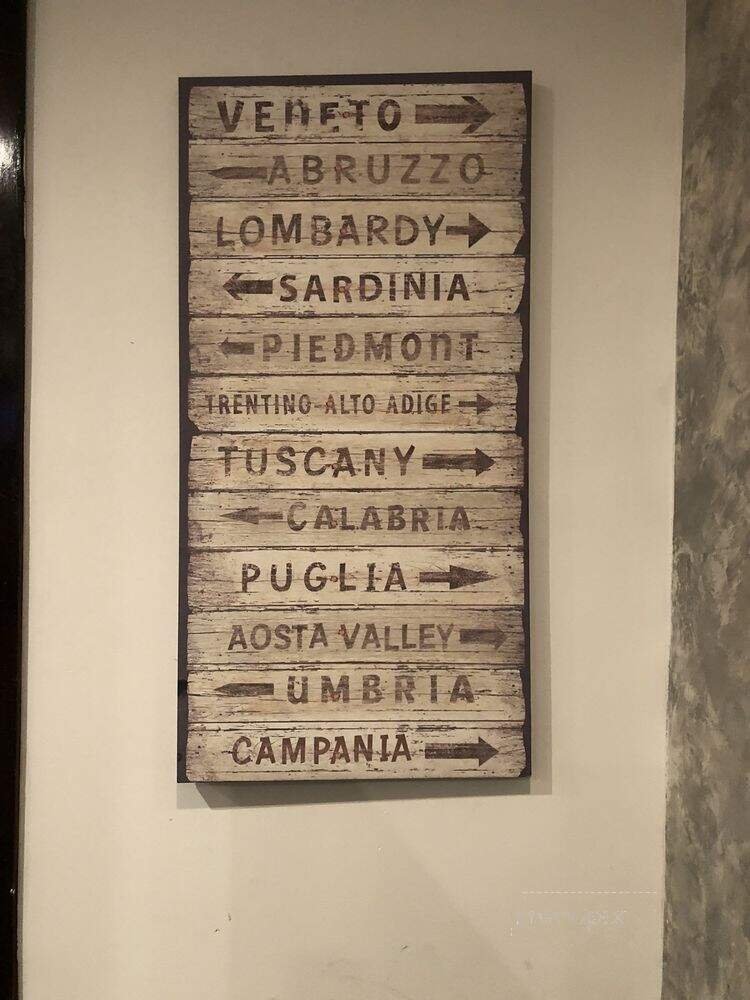 VENETO
ABRUZZO
LOMBARDY
SARDINIA
PIEDMONT
TRENTINO-ALTO ADIGE
TUSCANY
CALABRIA
PUGLIA
AOSTA VALLEY
UMBRIA
CAMPANIA